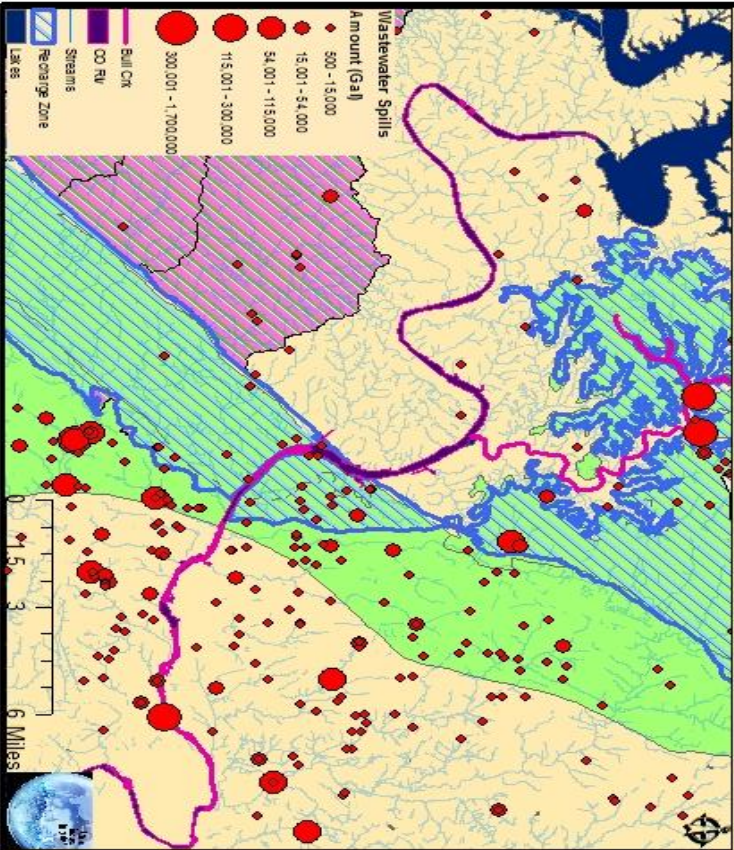 Wastewater Spills
Amount (Gal)
500 - 15,000
15,001 - 54,000
54,001 - 115,000
115,001 - 300,000
300,001 - 1,700,000
Bull Crk
CO Riv
Streams
Recharge Zone
Lakes
0 1.5 3 6 Miles